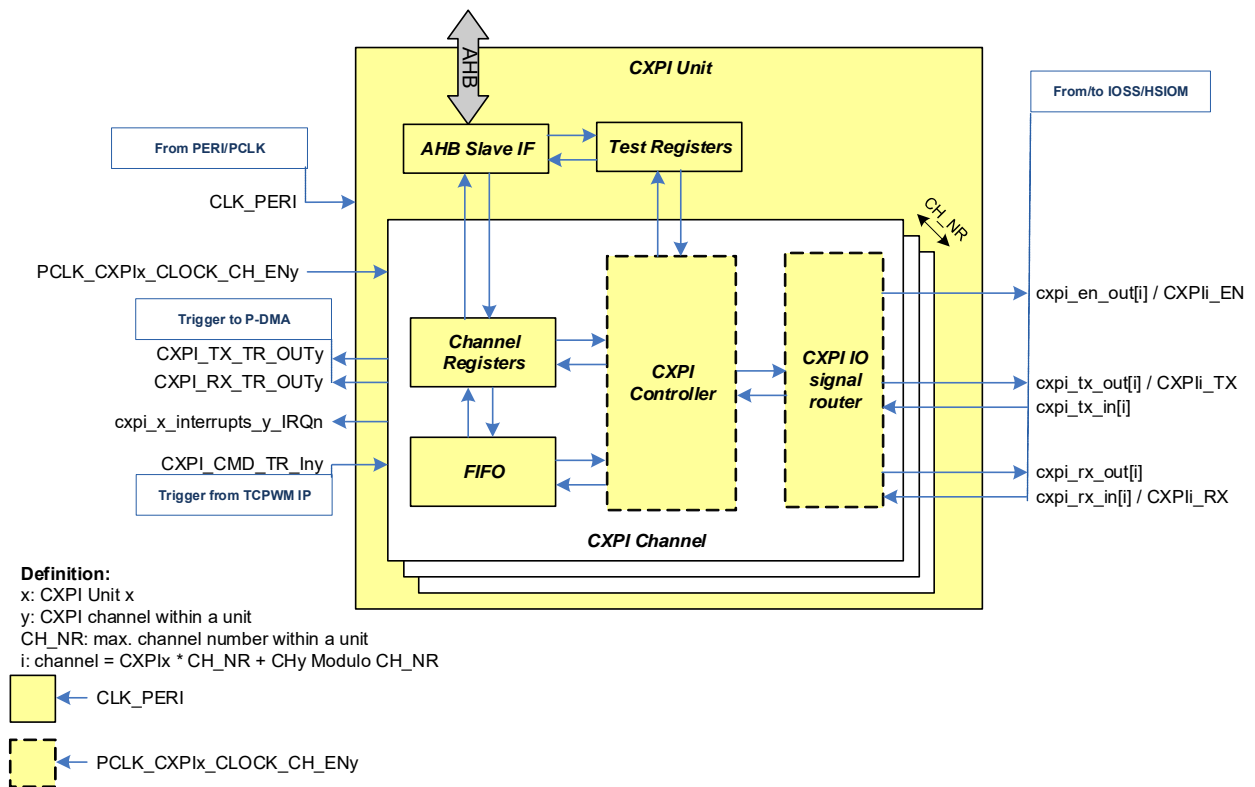 AHB
CXPI Unit
From/to IOSS/HSIOM
From PERI/PCLK
AHB Slave IF
Test Registers
CLK_PERI
CH_NR
PCLK_CXPIx_CLOCK_CH_ENy
cxpi_en_out[i] / CXPIi_EN
Trigger to P-DMA
Channel
Registers
CXPI_TX_TR_OUTy
CXPI_RX_TR_OUTy
CXPI
Controller
CXPI IO
signal
router
cxpi_tx_out[i] / CXPIi_TX
cxpi_tx_in[i]
cxpi_x_interrupts_y_IRQn
CXPI_CMD_TR_Iny
Trigger from TCPWM IP
FIFO
cxpi_rx_out[i]
cxpi_rx_in[i] / CXPIi_RX
CXPI Channel
Definition:
x: CXPI Unit x
y: CXPI channel within a unit
CH_NR: max. channel number within a unit
i: channel = CXPIx * CH_NR + CHy Modulo CH_NR
CLK_PERI
PCLK_CXPIx_CLOCK_CH_ENy